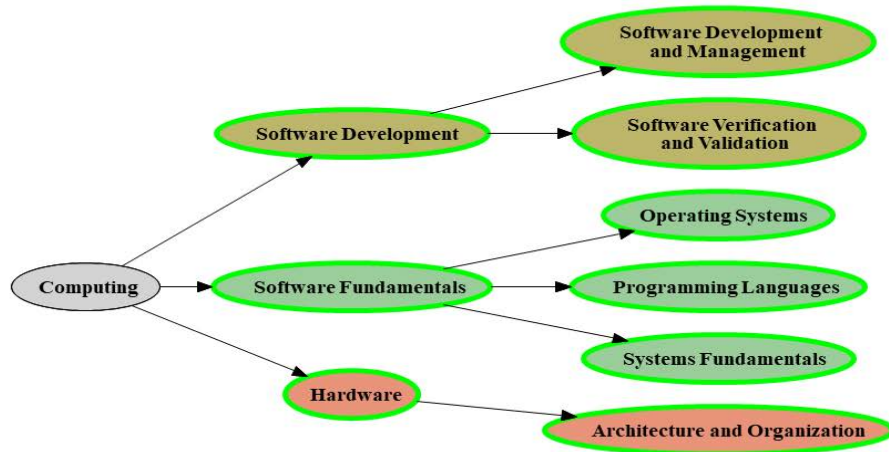 Software Development
and Management
Software Development
Software Verification
and Validation
Operating Systems
Computing
Software Fundamentals
Programming Languages
Systems Fundamentals
Hardware
Architecture and Organization